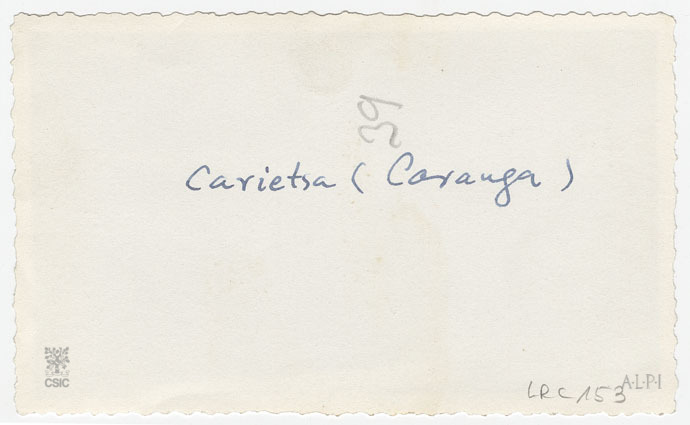 39
Carietsa (Caranga)
CSIC
LRC 153
A·L·P·I